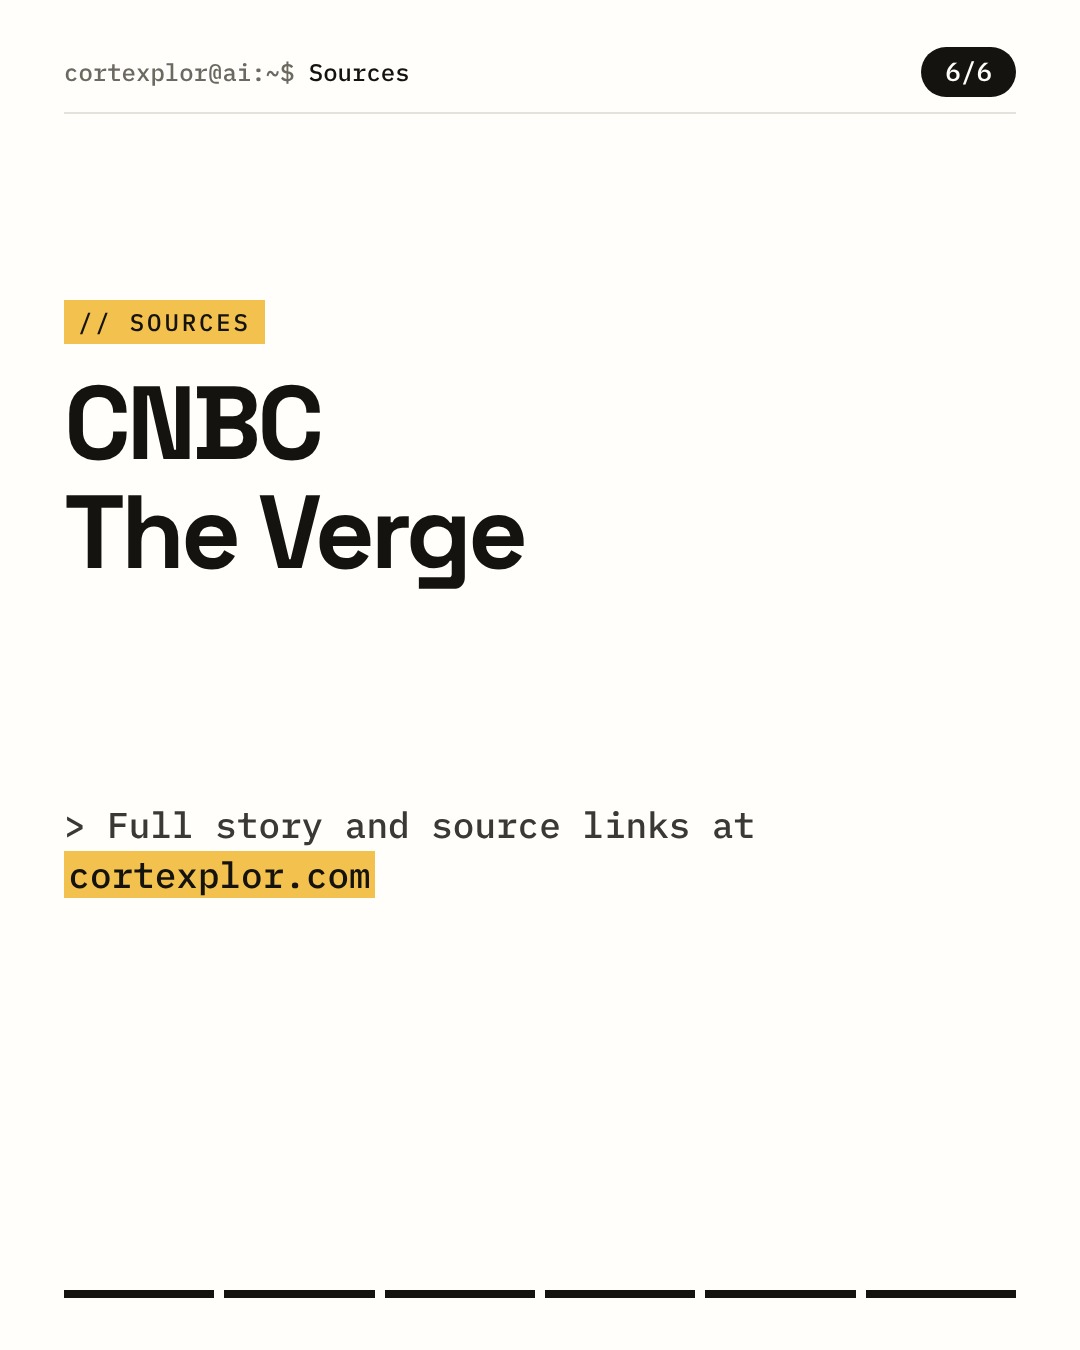 cortexplor@ai:~$ Sources
6/6
// SOURCES
CNBC
The Verge
> Full story and source links at
cortexplor.com